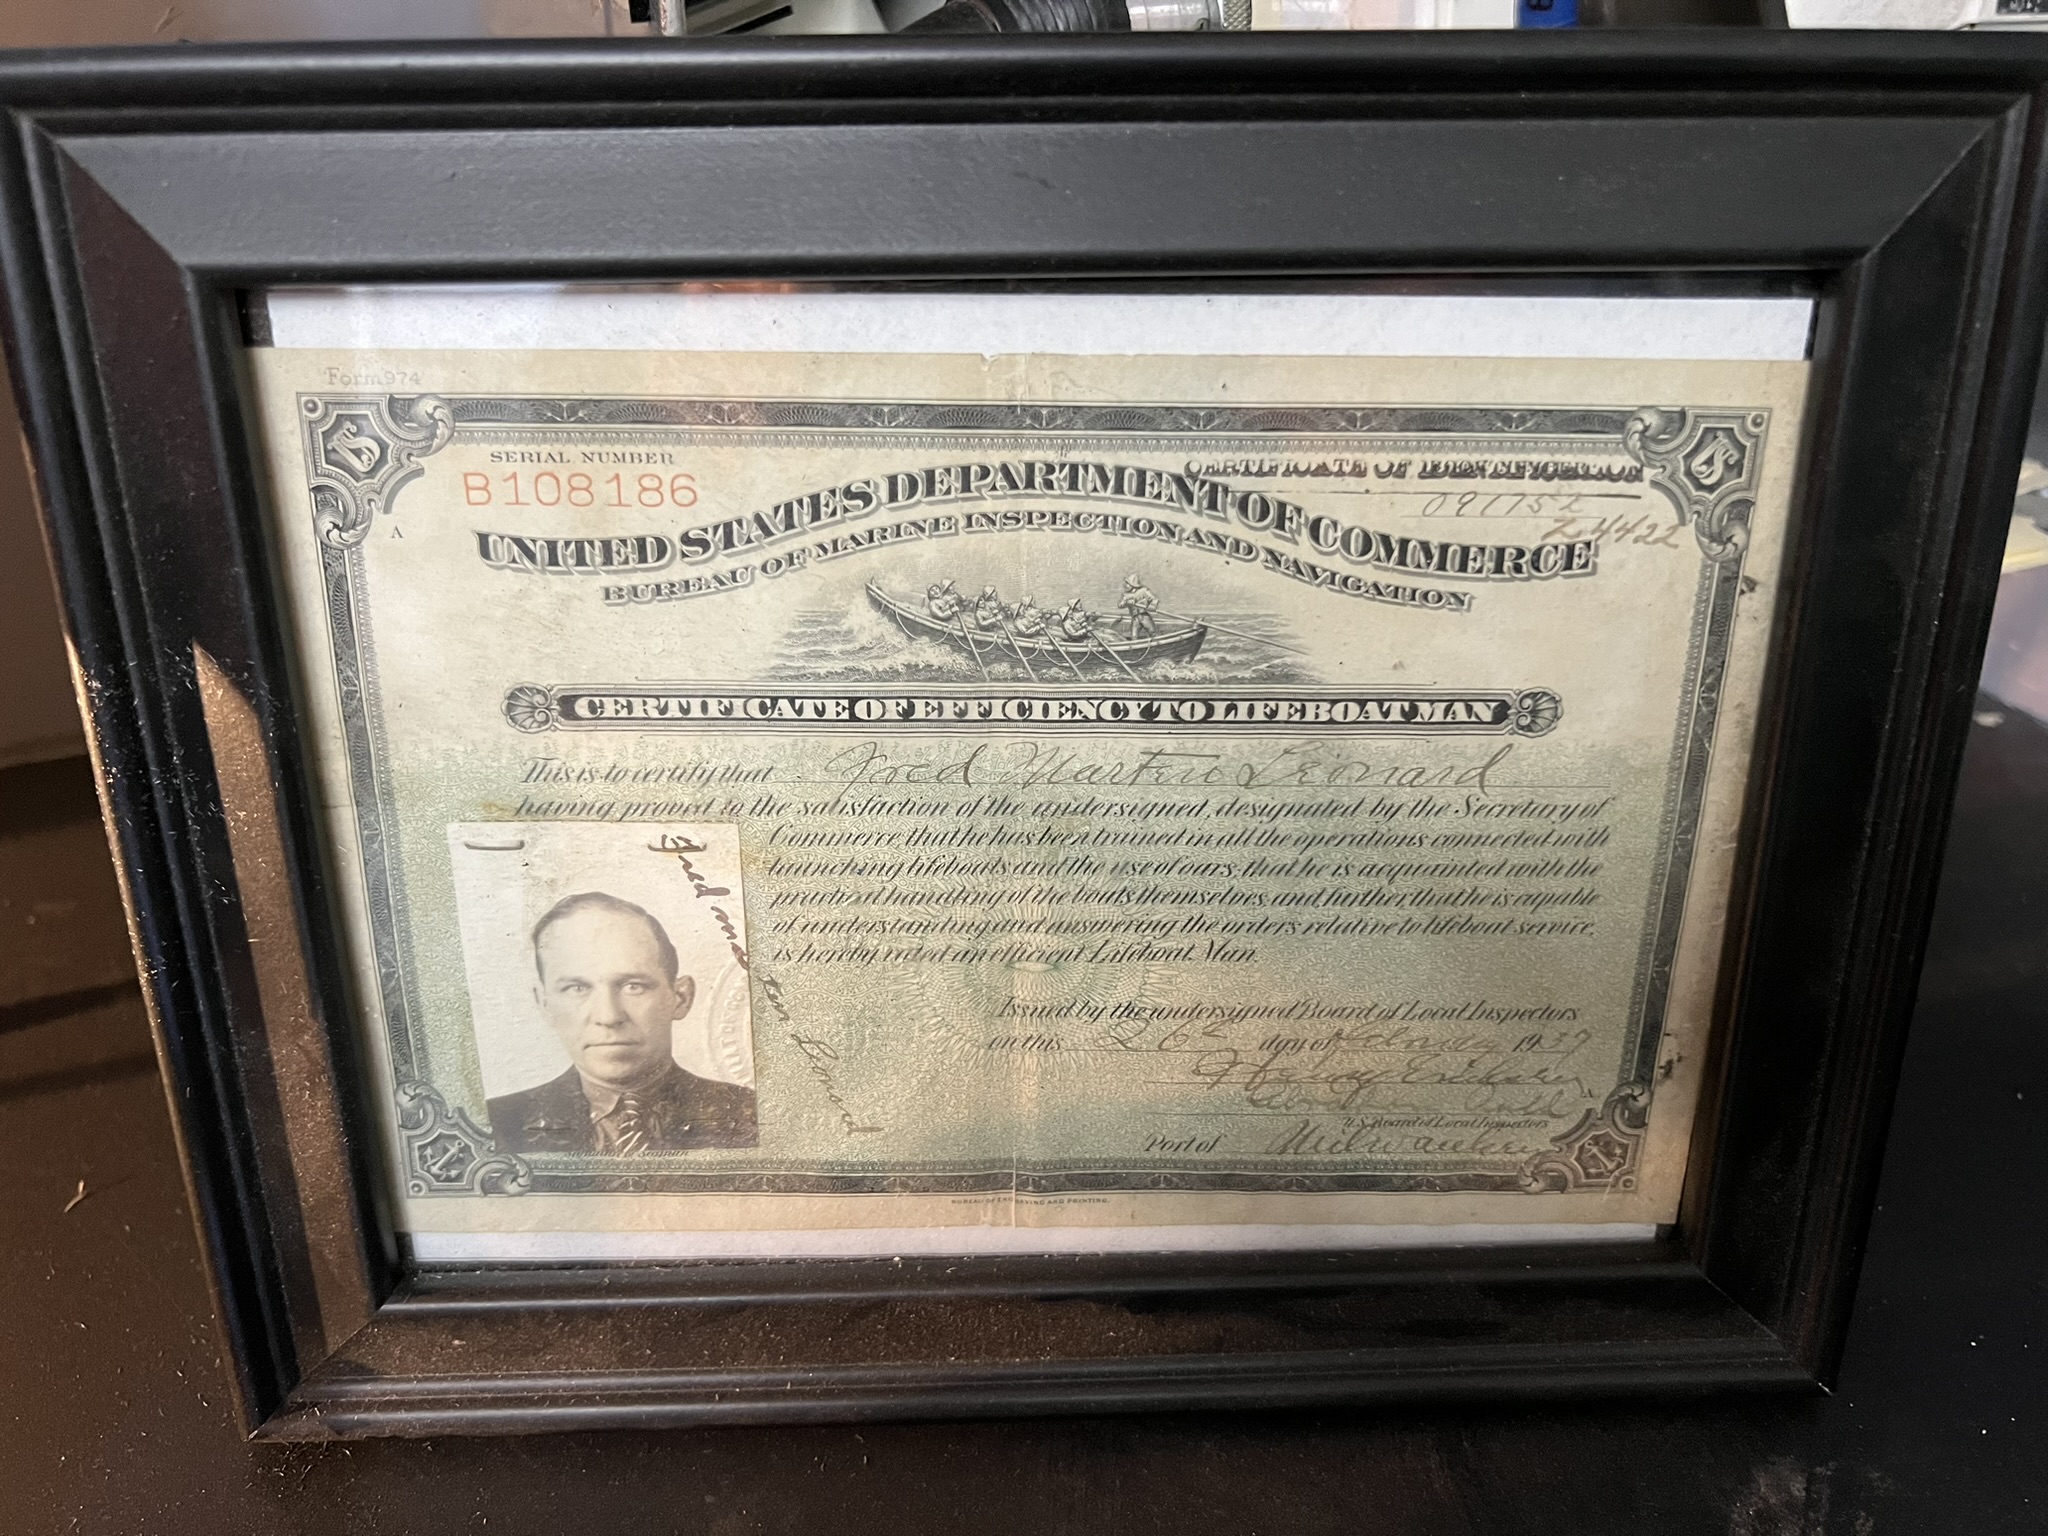 Form 974
SERIAL NUMBER
B108186
CERTIFICATE OF IDENTIFICATION
091752
Z4422
A
UNITED STATES DEPARTMENT OF COMMERCE
BUREAU OF MARINE INSPECTION AND NAVIGATION
CERTIFICATE OF EFFICIENCY TO LIFEBOAT MAN
This is to certify that Fred Marten Leonard
having proved to the satisfaction of the undersigned, designated by the Secretary of
Commerce that he has been trained in all the operations connected with
launching lifeboats and the use of oars; that he is acquainted with the
practical handling of the boats themselves; and further that he is capable
of understanding and answering the orders relative to lifeboat service,
is hereby rated an efficient Lifeboat Man.
Fred Marten Leonard
Signature of Seaman
Issued by the undersigned Board of Local Inspectors
on this 26 day of February 1937
Henry Erichsen
U.S. Board of Local Inspectors
Port of Milwaukee
BUREAU OF ENGRAVING AND PRINTING.